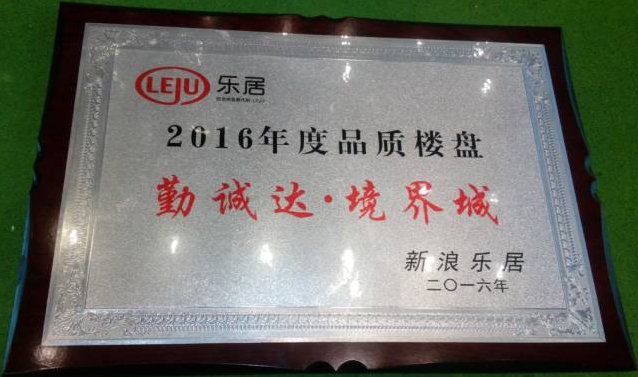 LEJU 乐居
2016年度品质楼盘
勤诚达·境界城
新浪乐居
二〇一六年